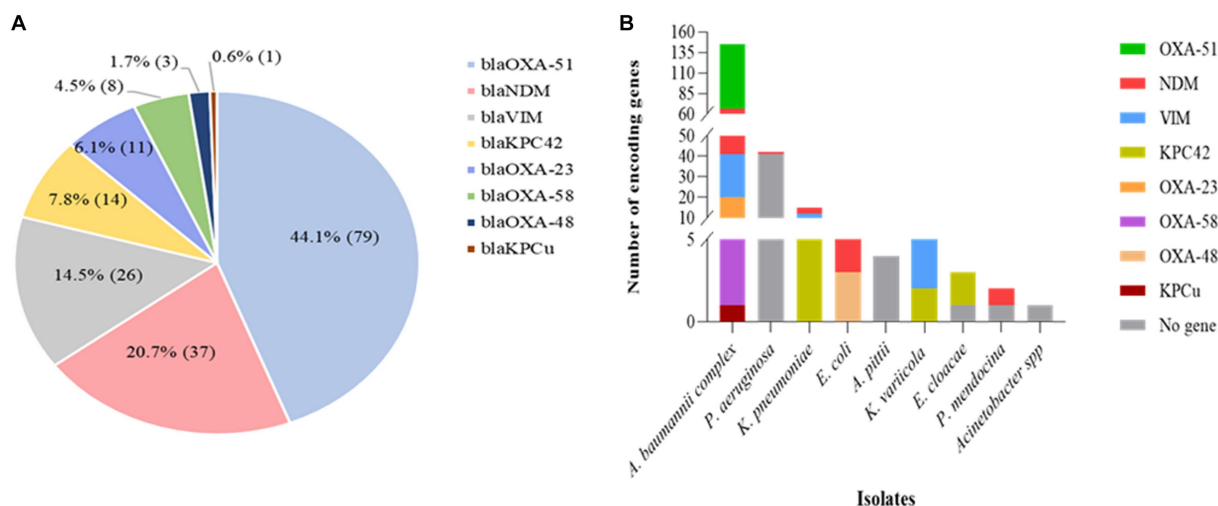 A
0.6% (1)
1.7% (3)
4.5% (8)
6.1% (11)
7.8% (14)
14.5% (26)
20.7% (37)
44.1% (79)
blaOXA-51
blaNDM
blaVIM
blaKPC42
blaOXA-23
blaOXA-58
blaOXA-48
blaKPCu
B
Number of encoding genes
160
135
110
85
60
50
40
30
20
10
5
0
A. baumannii complex
P. aeruginosa
K. pneumoniae
E. coli
A. pittii
K. variicola
E. cloacae
P. mendocina
Acinetobacter spp
Isolates
OXA-51
NDM
VIM
KPC42
OXA-23
OXA-58
OXA-48
KPCu
No gene